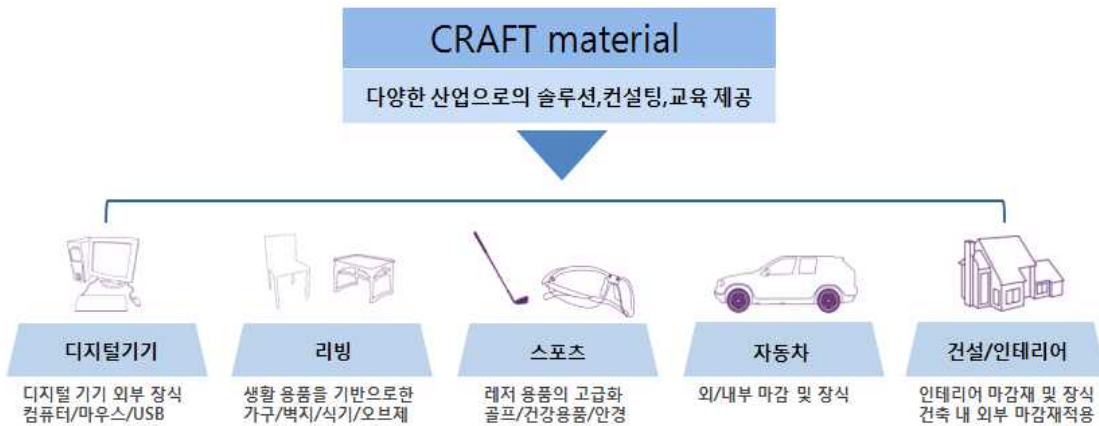 CRAFT material
다양한 산업으로의 솔루션,컨설팅,교육 제공
디지털기기
디지털 기기 외부 장식
컴퓨터/마우스/USB
리빙
생활 용품을 기반으로한
가구/벽지/식기/오브제
스포츠
레저 용품의 고급화
골프/건강용품/안경
자동차
외/내부 마감 및 장식
건설/인테리어
인테리어 마감재 및 장식
건축 내 외부 마감재적용